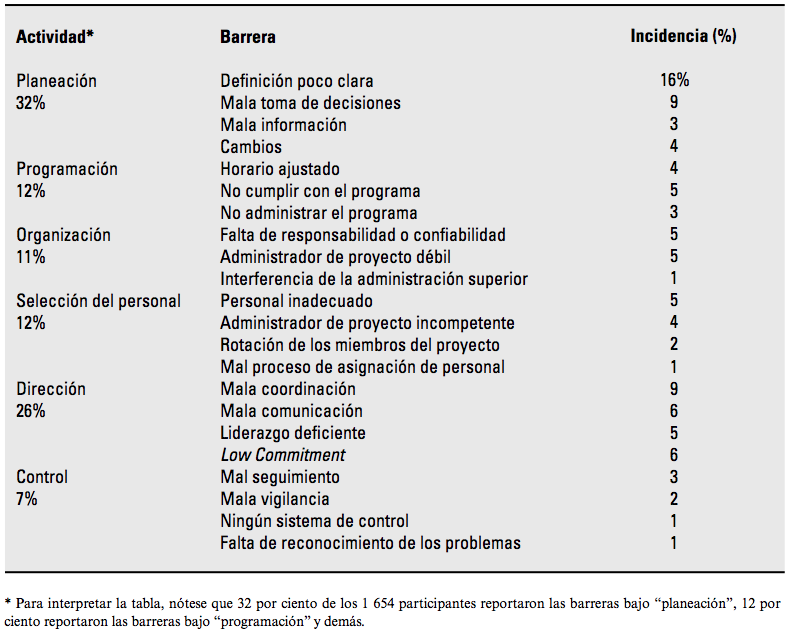 Actividad* Barrera Incidencia (%)
Planeación Definición poco clara 16%
32% Mala toma de decisiones 9
Mala información 3
Cambios 4
Programación Horario ajustado 4
12% No cumplir con el programa 5
No administrar el programa 3
Organización Falta de responsabilidad o confiabilidad 5
11% Administrador de proyecto débil 5
Interferencia de la administración superior 1
Selección del personal Personal inadecuado 5
12% Administrador de proyecto incompetente 4
Rotación de los miembros del proyecto 2
Mal proceso de asignación de personal 1
Dirección Mala coordinación 9
26% Mala comunicación 6
Liderazgo deficiente 5
Low Commitment 6
Control Mal seguimiento 3
7% Mala vigilancia 2
Ningún sistema de control 1
Falta de reconocimiento de los problemas 1
* Para interpretar la tabla, nótese que 32 por ciento de los 1 654 participantes reportaron las barreras bajo “planeación”, 12 por
ciento reportaron las barreras bajo “programación” y demás.